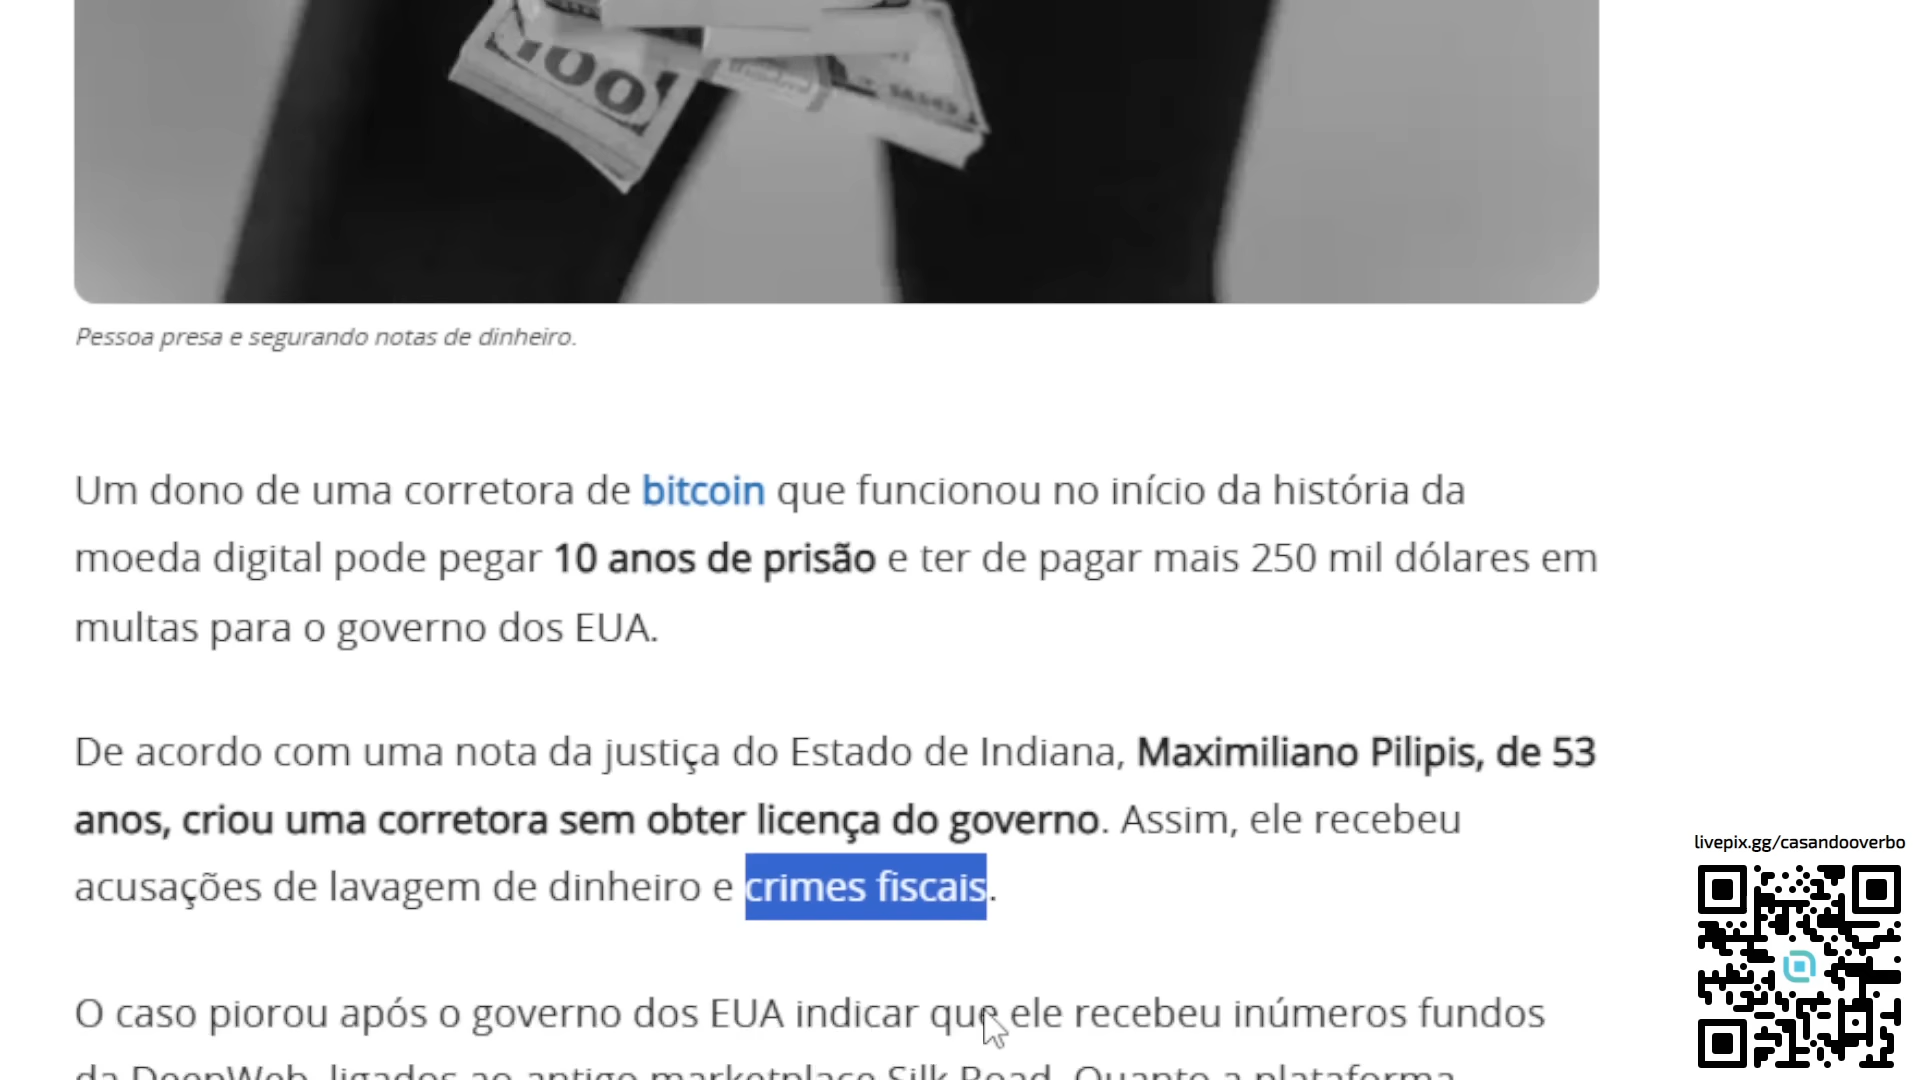 100
Pessoa presa e segurando notas de dinheiro.
Um dono de uma corretora de bitcoin que funcionou no início da história da
moeda digital pode pegar 10 anos de prisão e ter de pagar mais 250 mil dólares em
multas para o governo dos EUA.
De acordo com uma nota da justiça do Estado de Indiana, Maximiliano Pilipis, de 53
anos, criou uma corretora sem obter licença do governo. Assim, ele recebeu
acusações de lavagem de dinheiro e crimes fiscais.
livepix.gg/casandooverbo
O caso piorou após o governo dos EUA indicar que ele recebeu inúmeros fundos
da DeepWeb, ligados ao antigo marketplace Silk Road. Quanto a plataforma